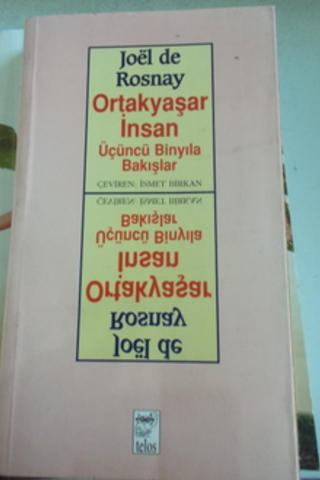 Joël de
Rosnay
Ortakyaşar
İnsan
Üçüncü Binyıla
Bakışlar
ÇEVİREN: İSMET BİRKAN
ÇEVİREN: İSMET BİRKAN
Bakışlar
Üçüncü Binyıla
İnsan
Ortakyaşar
Rosnay
Joël de
telos